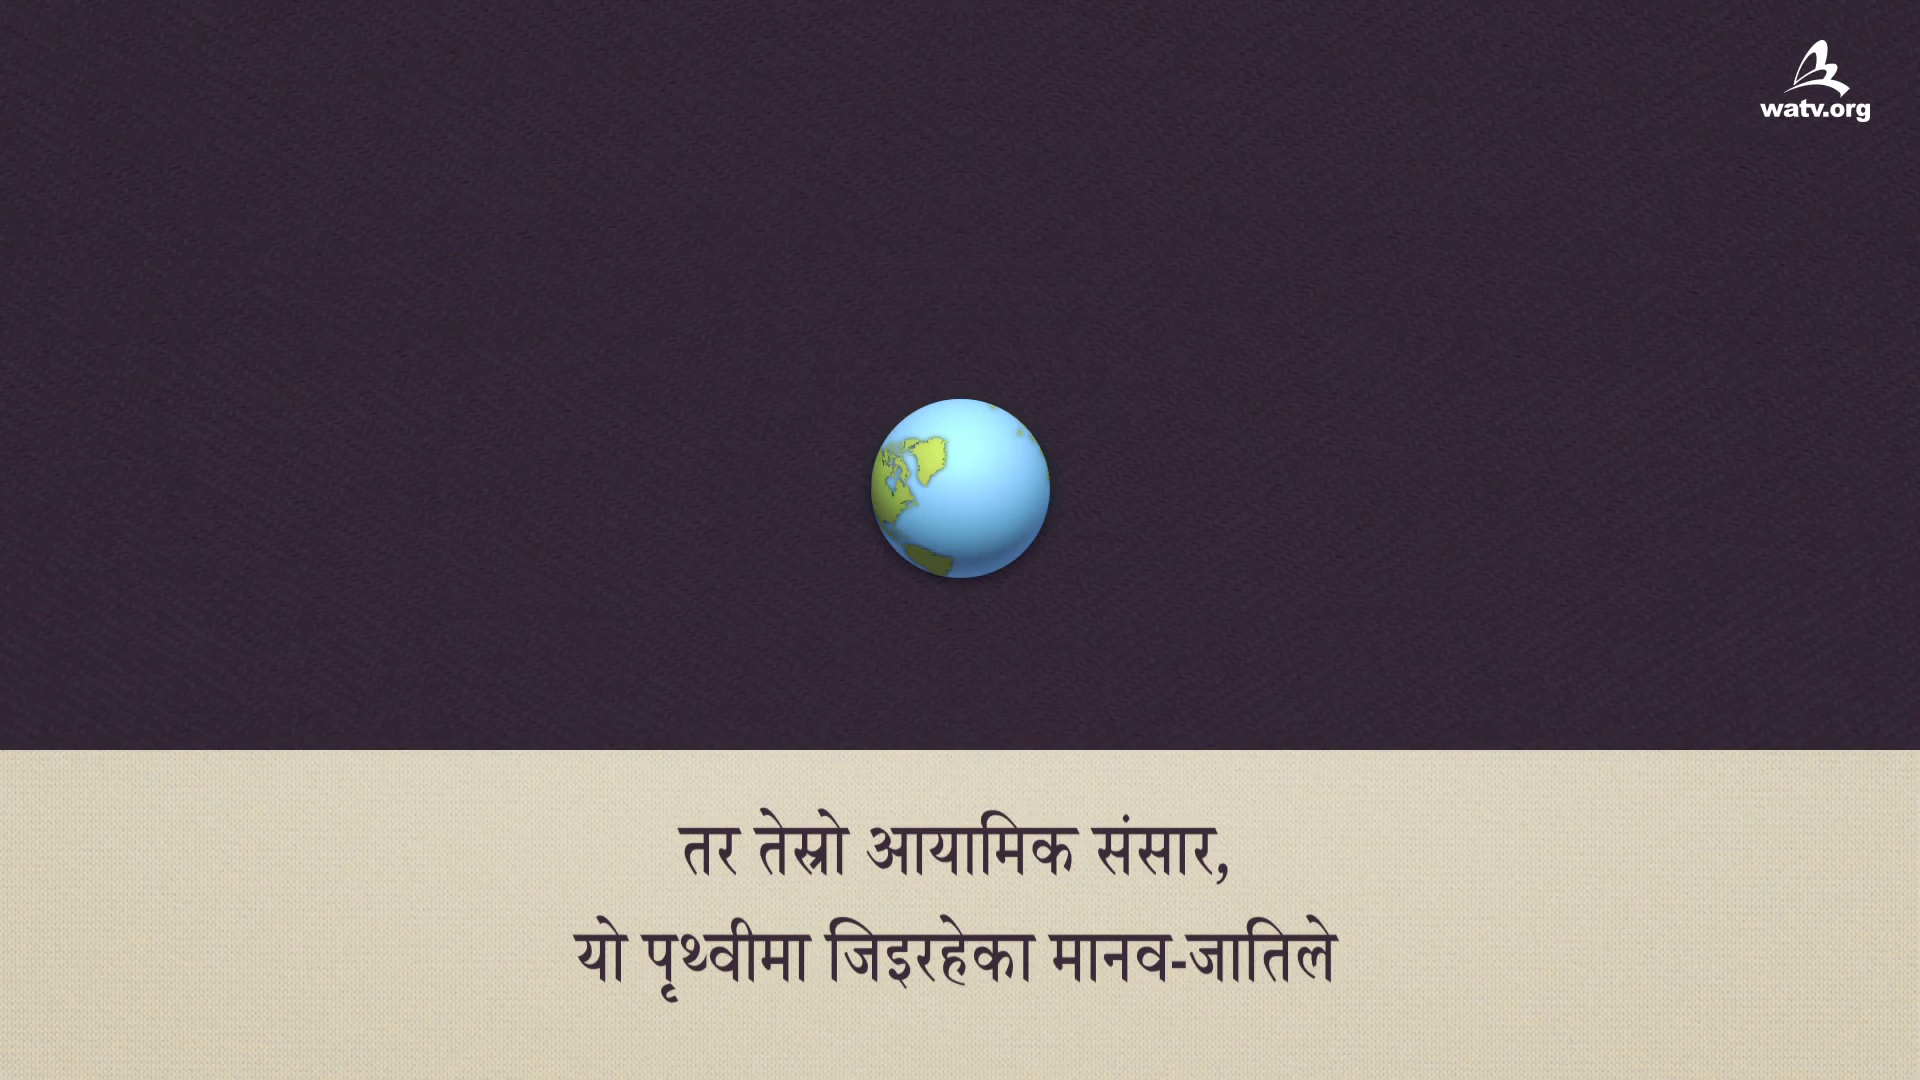 watv.org
तर तेस्रो आयामिक संसार,
यो पृथ्वीमा जिइरहेका मानव-जातिले